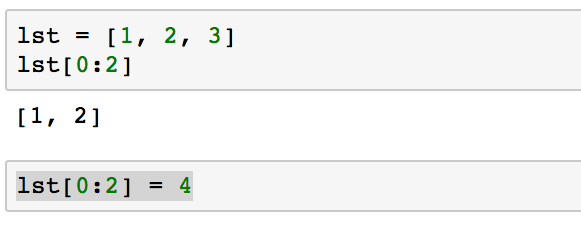 lst = [1, 2, 3]
lst[0:2]
[1, 2]
lst[0:2] = 4